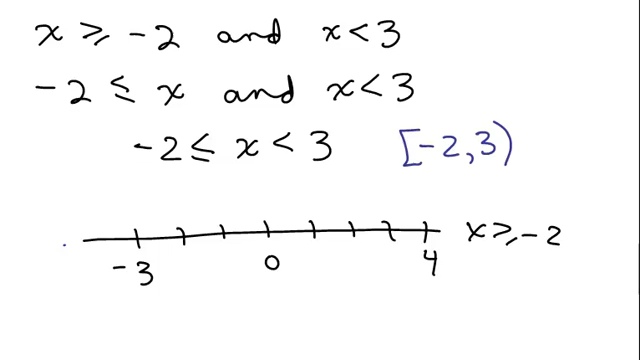 x ≥ -2 and x < 3
-2 ≤ x and x < 3
-2 ≤ x < 3 [-2, 3)
x ≥ -2
-3 0 4